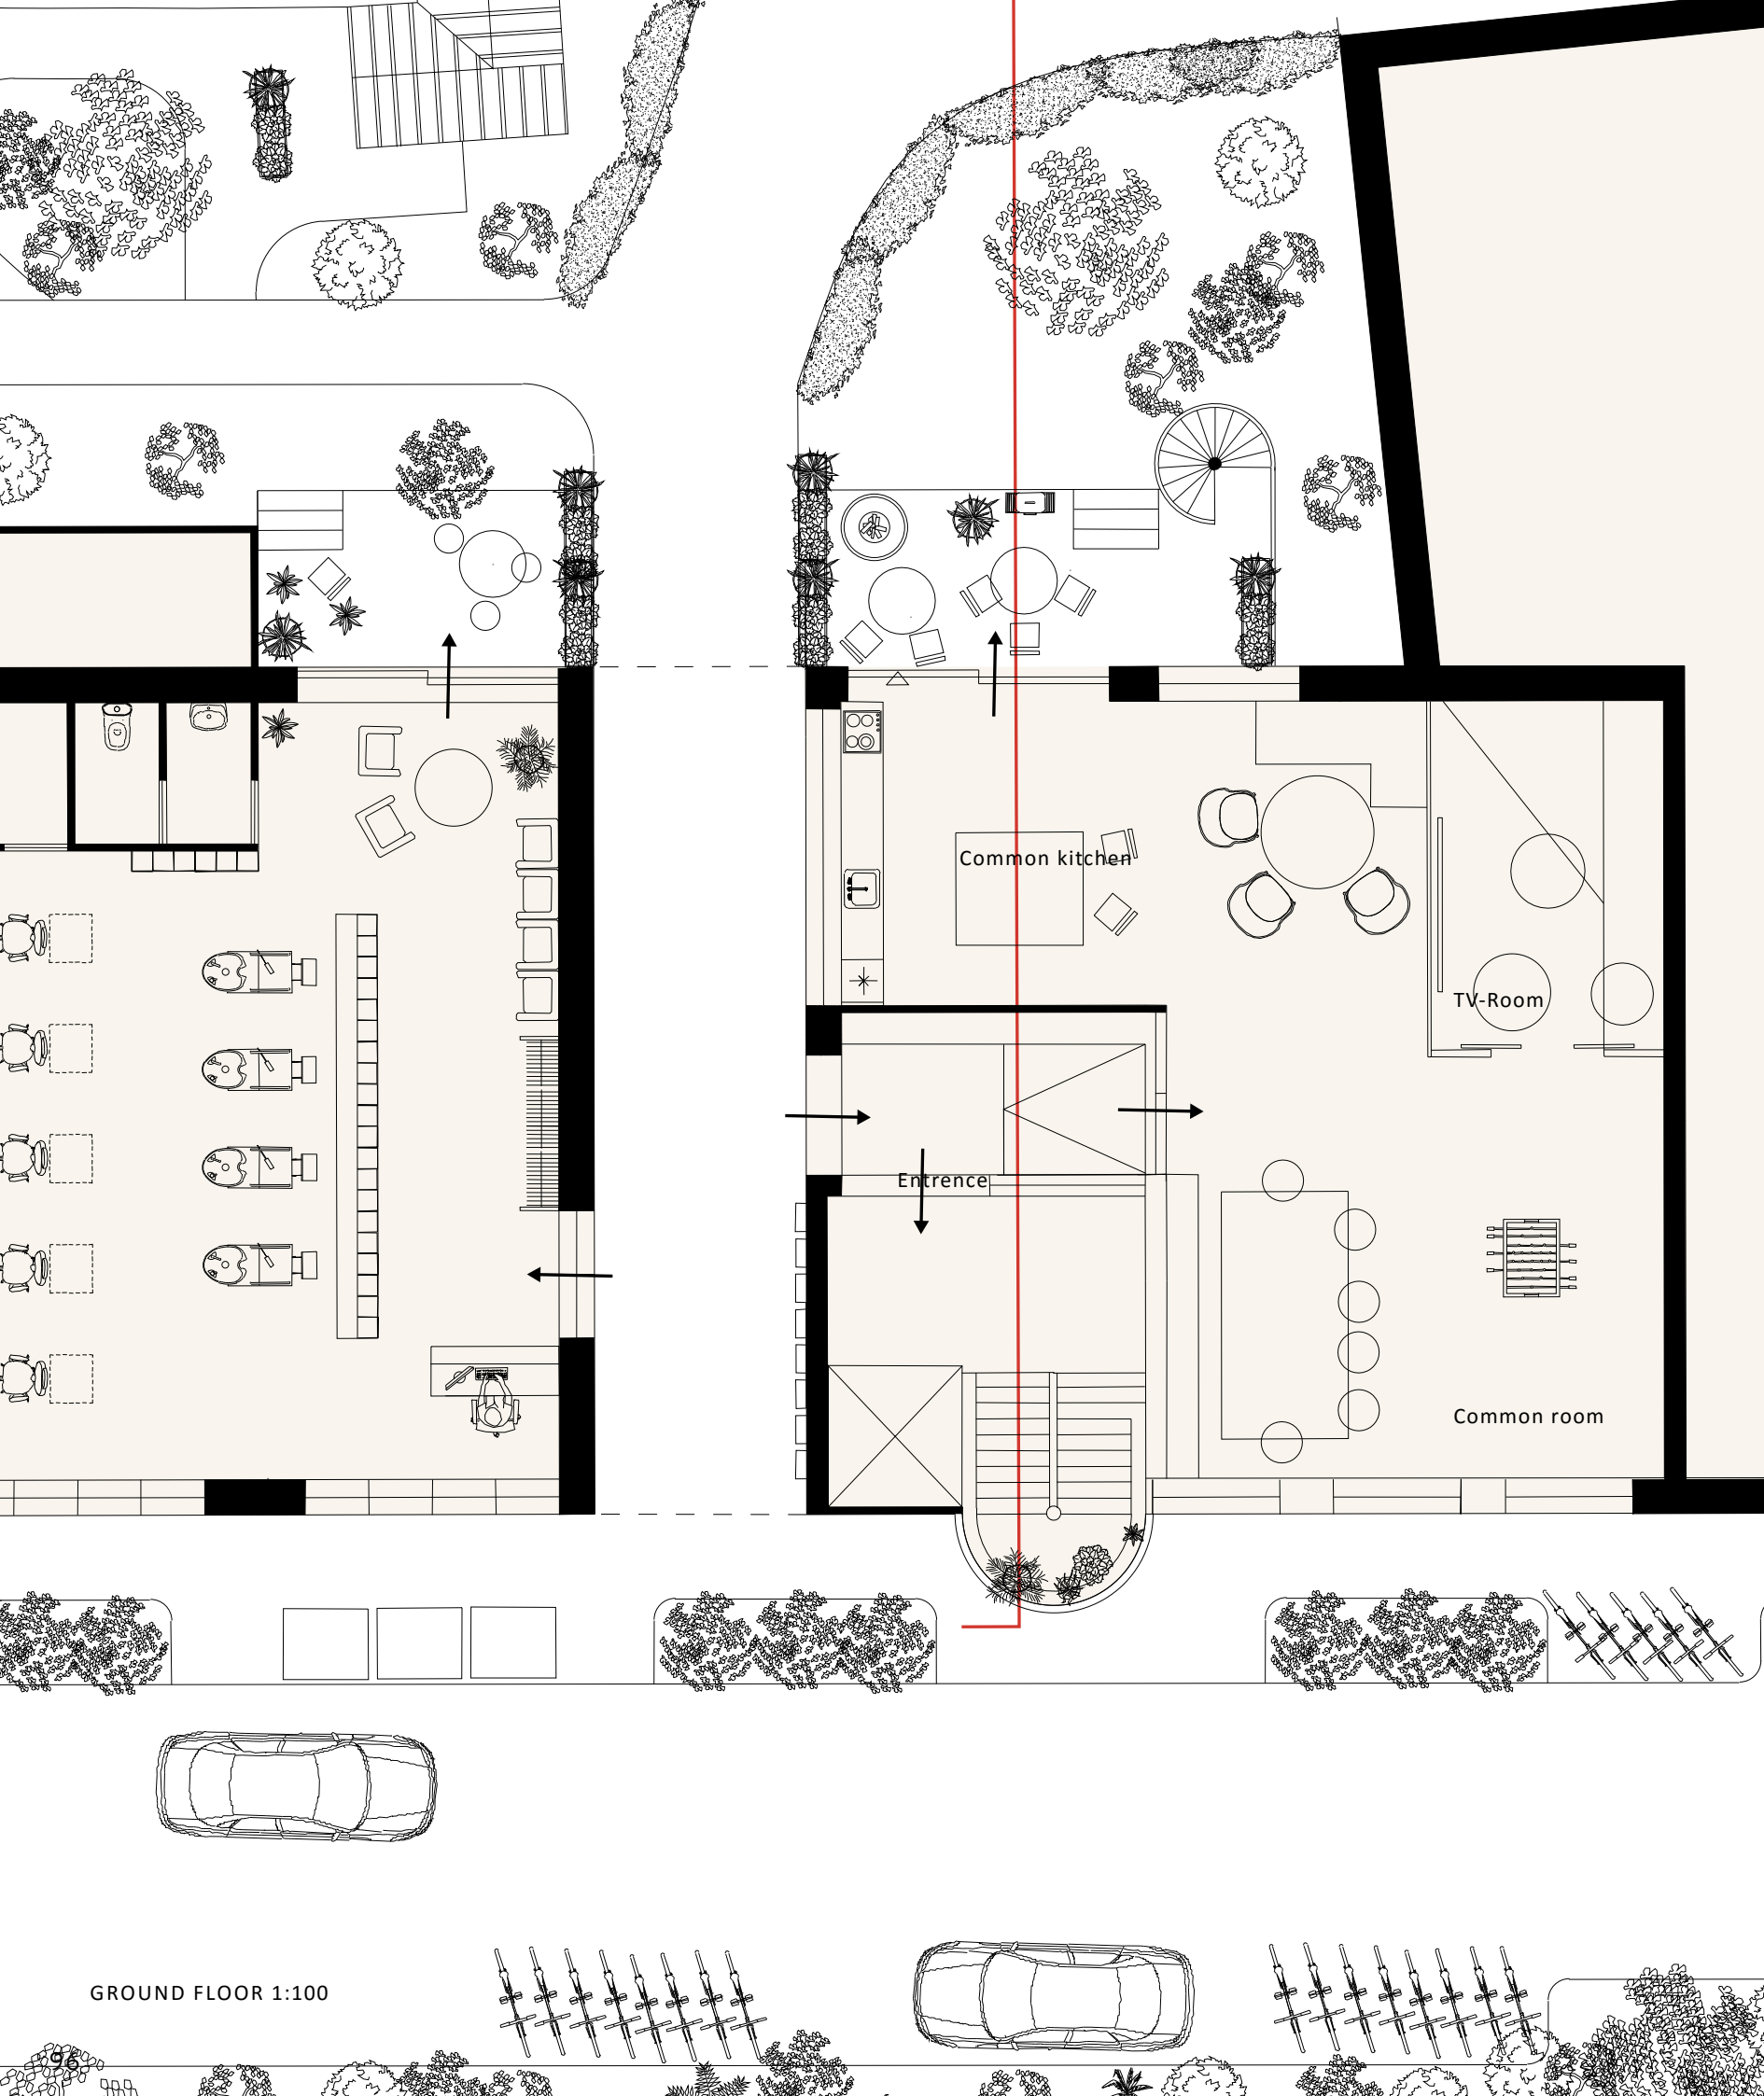 Common kitchen
TV-Room
Entrence
Common room
GROUND FLOOR 1:100
96